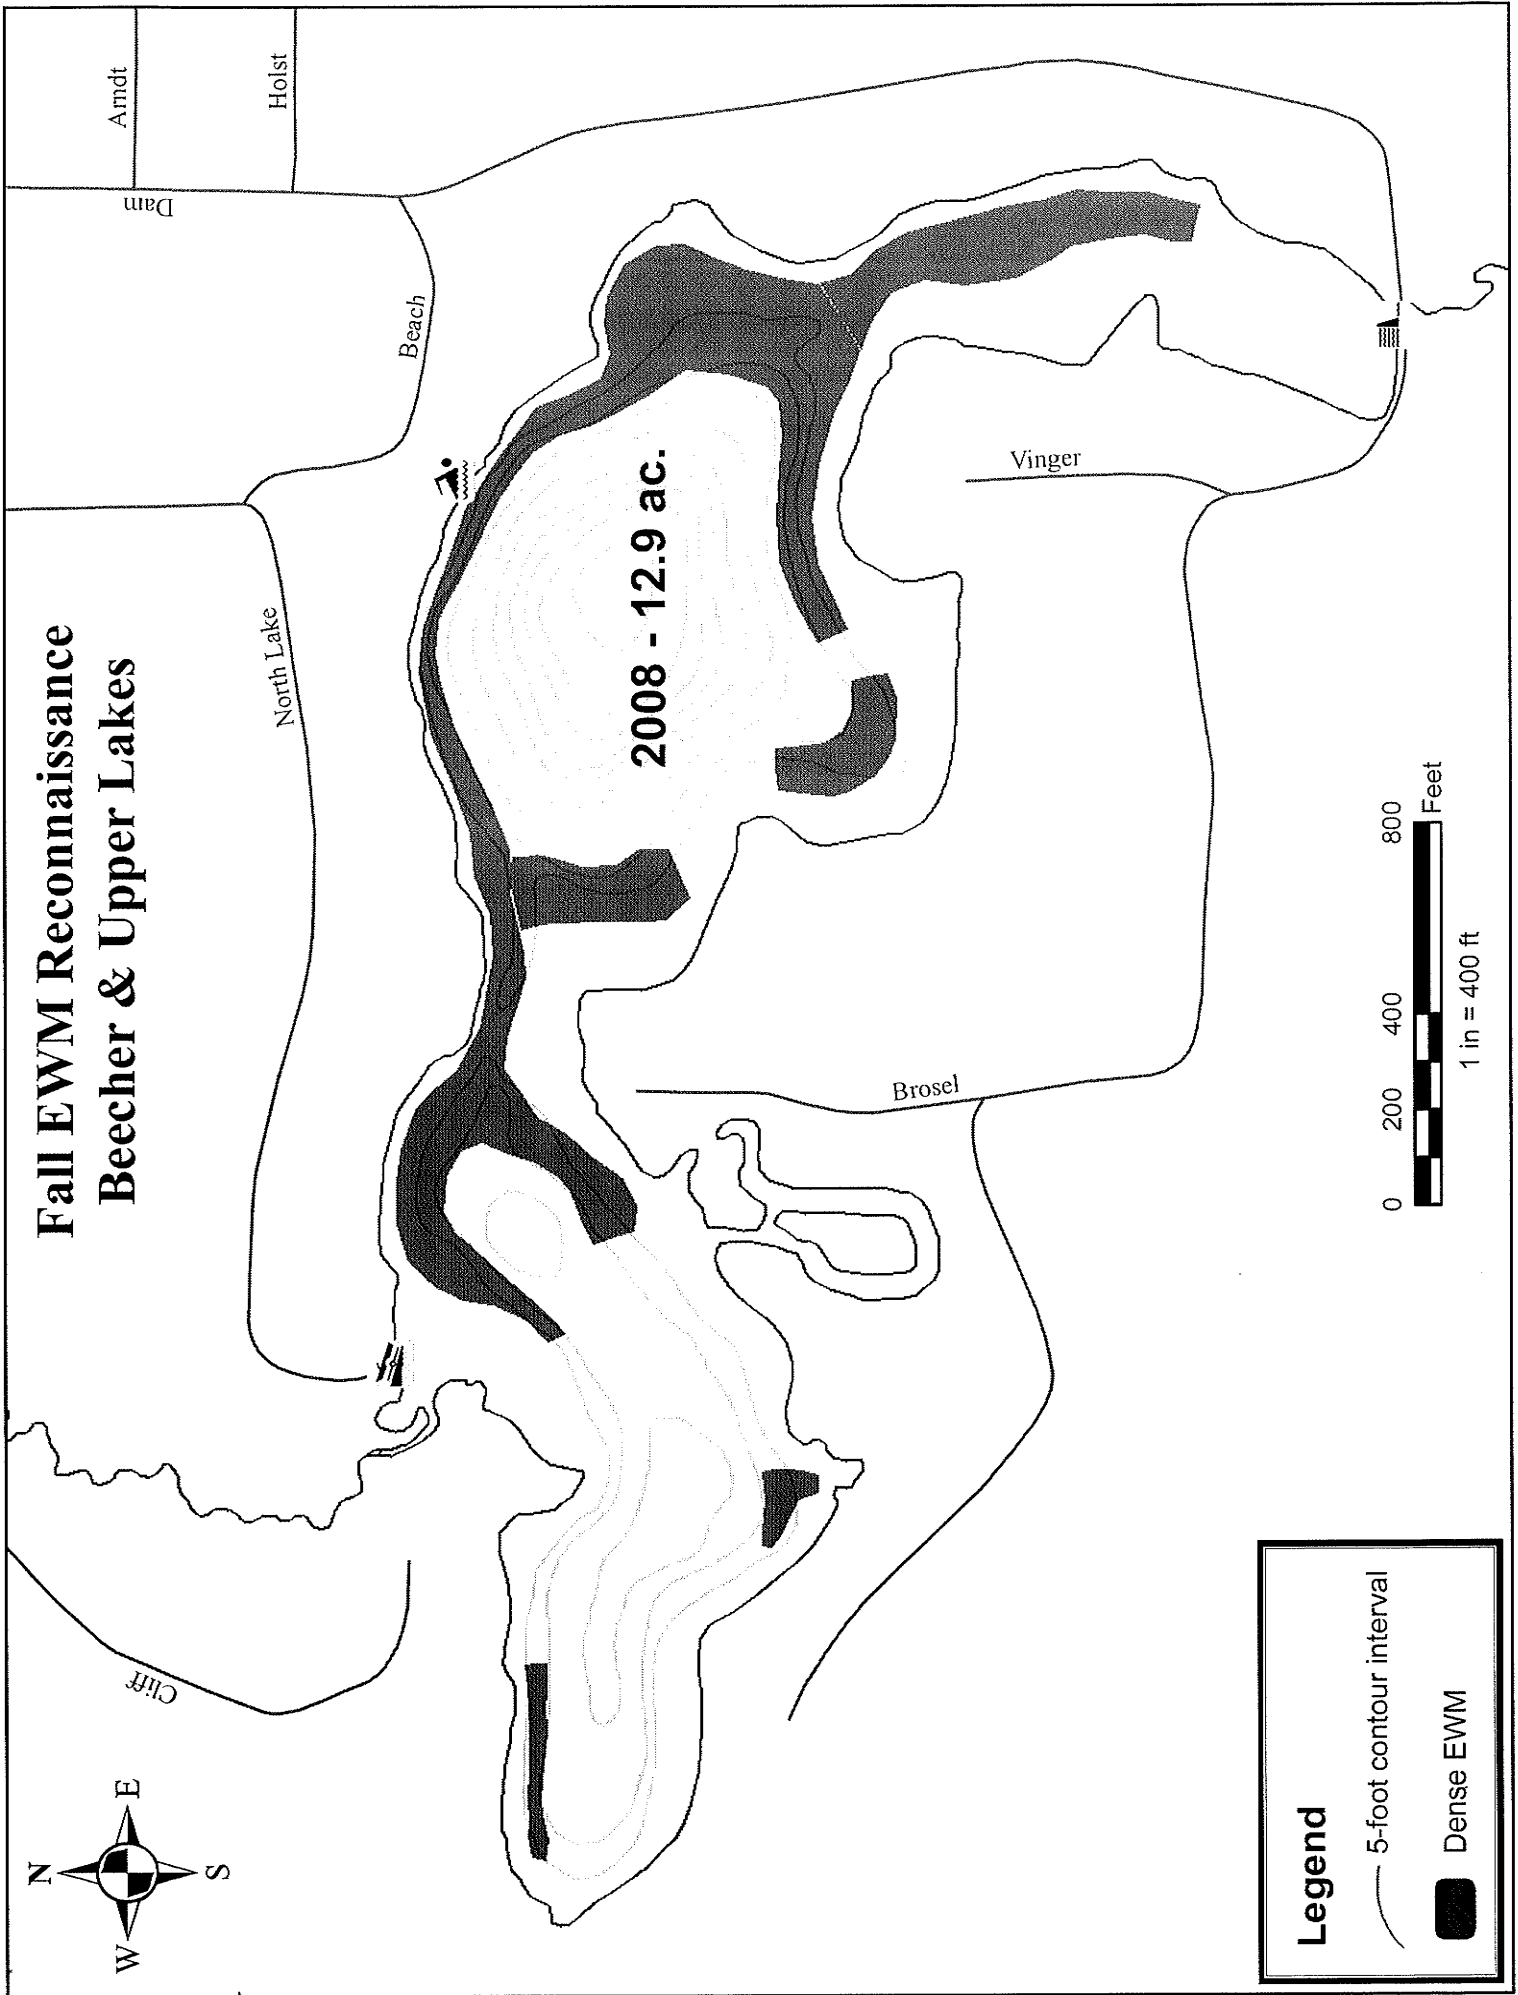 Fall EWM Reconnaissance
Beecher & Upper Lakes
N
W
E
S
Cliff
North Lake
Beach
Dam
Arndt
Holst
2008 - 12.9 ac.
Vinger
Brosel
Legend
5-foot contour interval
Dense EWM
0 200 400 800
Feet
1 in = 400 ft